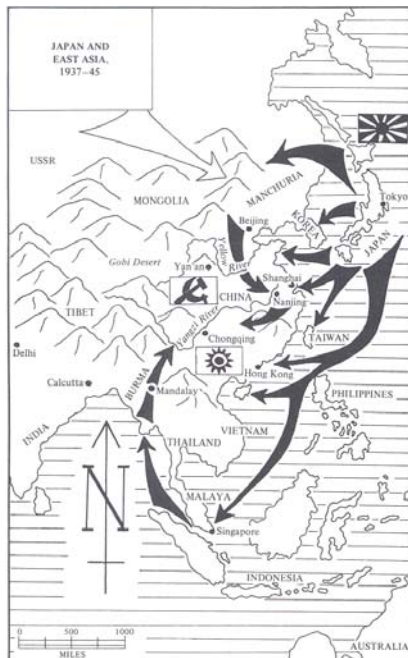 JAPAN AND
EAST ASIA,
1937–45
USSR
MONGOLIA
MANCHURIA
Tokyo
Beijing
KOREA
JAPAN
Gobi Desert
Yellow
River
Yan'an
Shanghai
CHINA
Nanjing
TIBET
Yangzi River
Chongqing
TAIWAN
Delhi
Hong Kong
Calcutta
BURMA
Mandalay
PHILIPPINES
INDIA
THAILAND
VIETNAM
N
MALAYA
Singapore
INDONESIA
0 500 1000
MILES
AUSTRALIA